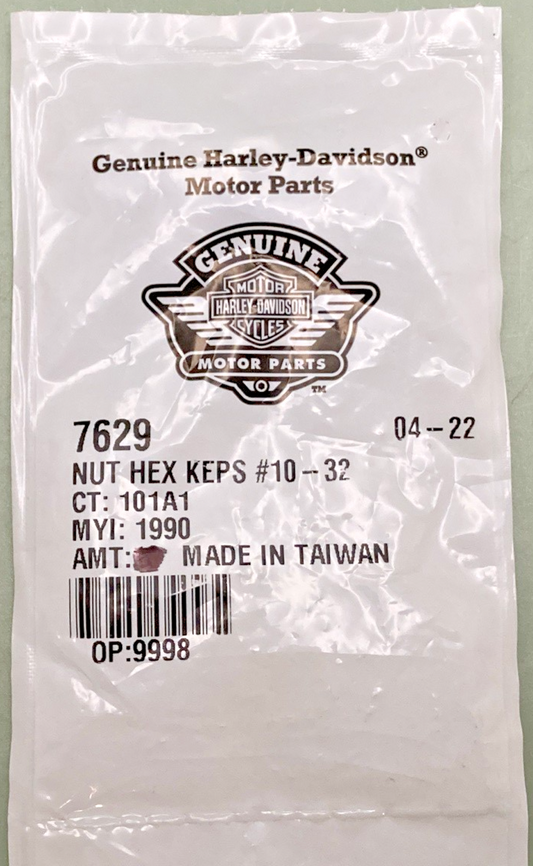 Genuine Harley-Davidson®
Motor Parts
GENUINE
MOTOR
HARLEY-DAVIDSON
CYCLES
MOTOR PARTS
TM
7629
04--22
NUT HEX KEPS #10--32
CT: 101A1
MYI: 1990
AMT: MADE IN TAIWAN
OP:9998